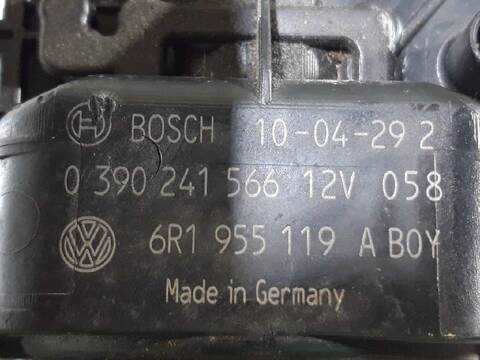 BOSCH 10-04-29 2
0 390 241 566 12V 058
6R1 955 119 A BOY
Made in Germany